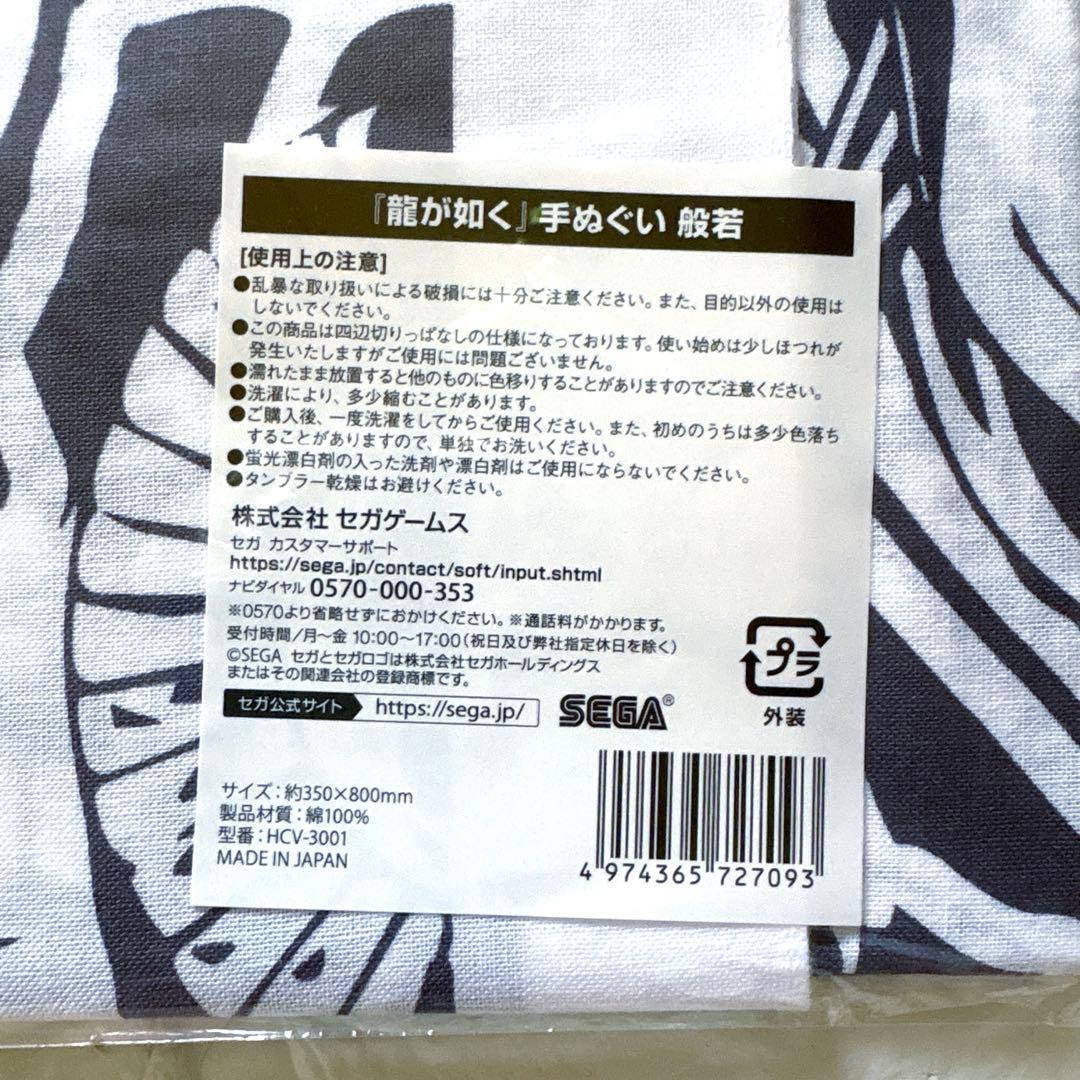 『龍が如く』手ぬぐい 般若
[使用上の注意]
●乱暴な取り扱いによる破損には十分ご注意ください。また、目的以外の使用は
しないでください。
●この商品は四辺切りっぱなしの仕様になっております。使い始めは少しほつれが
発生いたしますがご使用には問題ございません。
●濡れたまま放置すると他のものに色移りすることがありますのでご注意ください。
●洗濯により、多少縮むことがあります。
●ご購入後、一度洗濯をしてからご使用ください。また、初めのうちは多少色落ち
することがありますので、単独でお洗いください。
●蛍光漂白剤の入った洗剤や漂白剤はご使用にならないでください。
●タンブラー乾燥はお避けください。
株式会社 セガゲームス
セガ カスタマーサポート
https://sega.jp/contact/soft/input.shtml
ナビダイヤル 0570-000-353
※0570より省略せずにおかけください。※通話料がかかります。
受付時間/月～金 10:00～17:00(祝日及び弊社指定休日を除く)
©SEGA セガとセガロゴは株式会社セガホールディングス
またはその関連会社の登録商標です。
セガ公式サイト https://sega.jp/
SEGA®
プラ
外装
サイズ：約350×800mm
製品材質：綿100%
型番：HCV-3001
MADE IN JAPAN
4 974365 727093